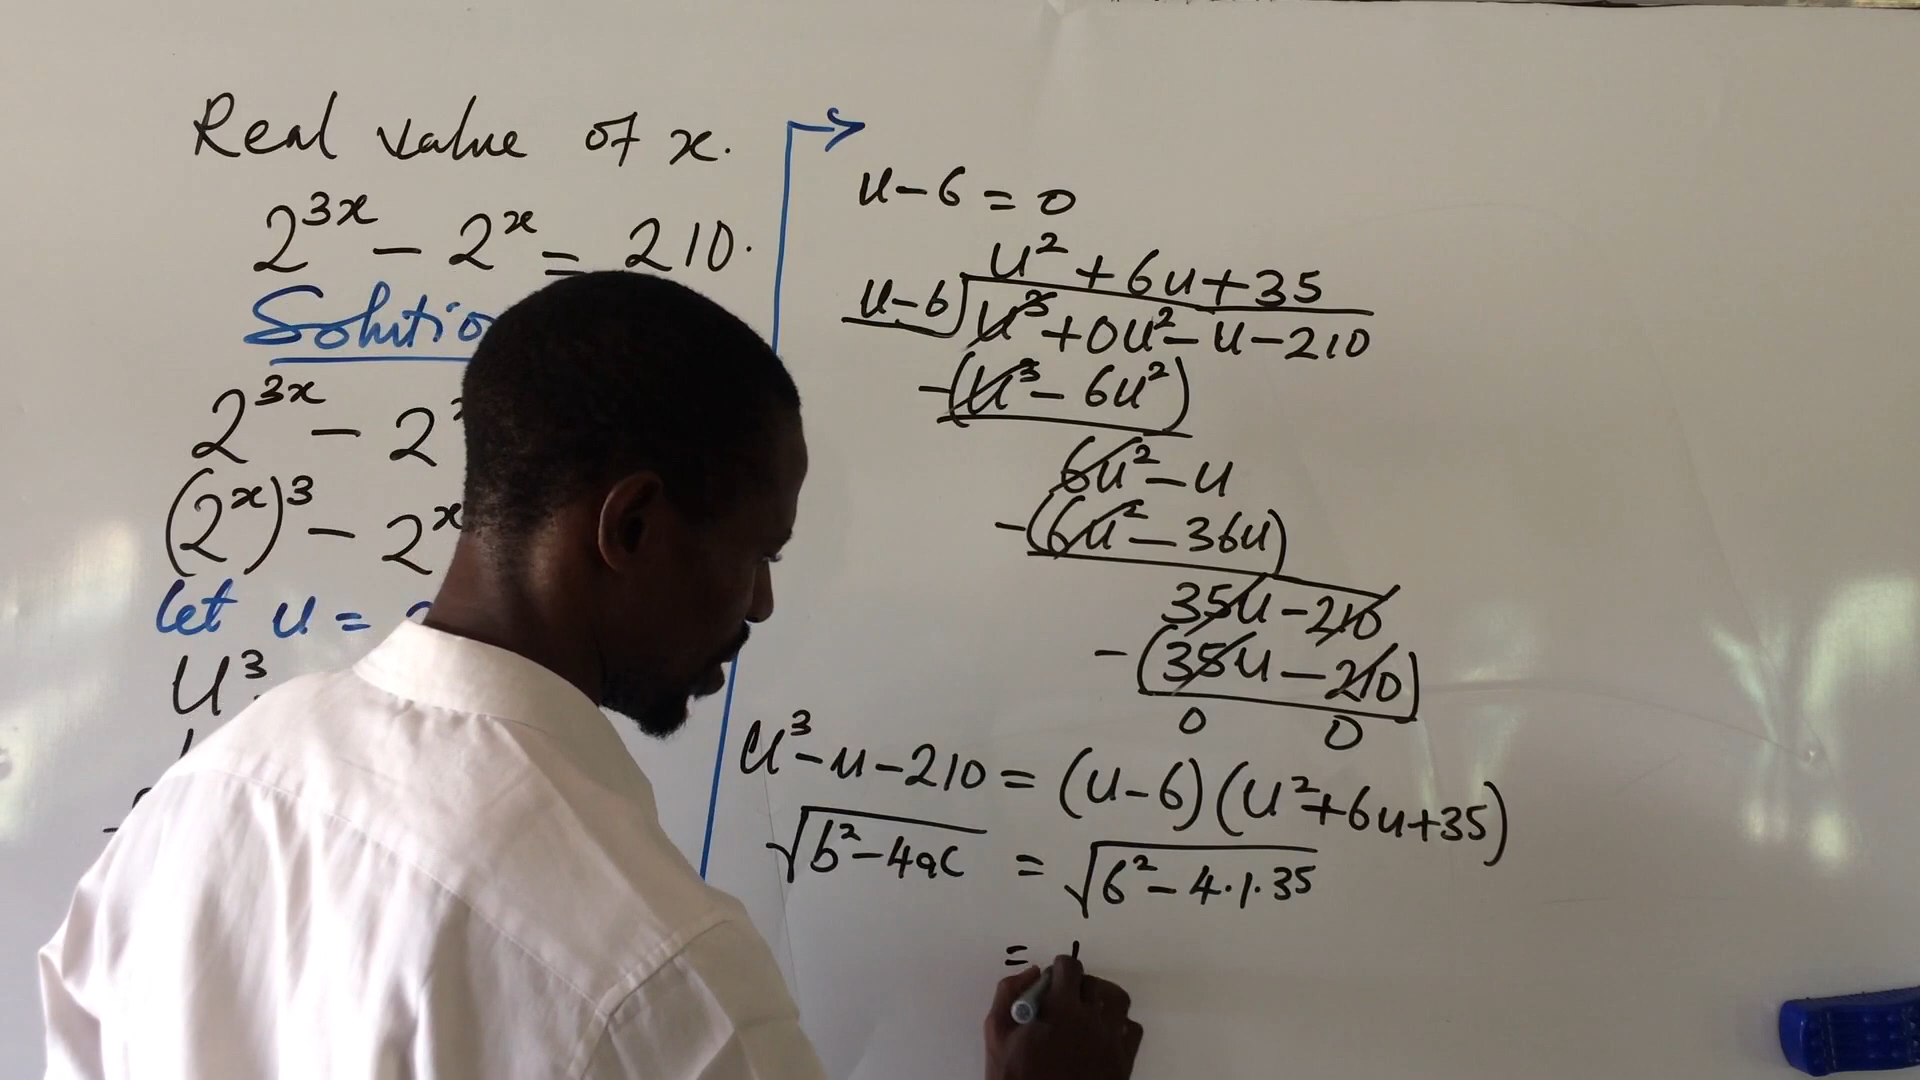 Real value of x.
2^{3x} - 2^x = 210.
Solutio
2^{3x} - 2
(2^x)^3 - 2^x
let u =
U^3
u - 6 = 0
u^2 + 6u + 35
u-6 | u^3 + 0u^2 - u - 210
-(u^3 - 6u^2)
6u^2 - u
-(6u^2 - 36u)
35u - 210
-(35u - 210)
0 0
u^3 - u - 210 = (u-6)(u^2+6u+35)
√b^2-4ac = √6^2-4·1·35
=